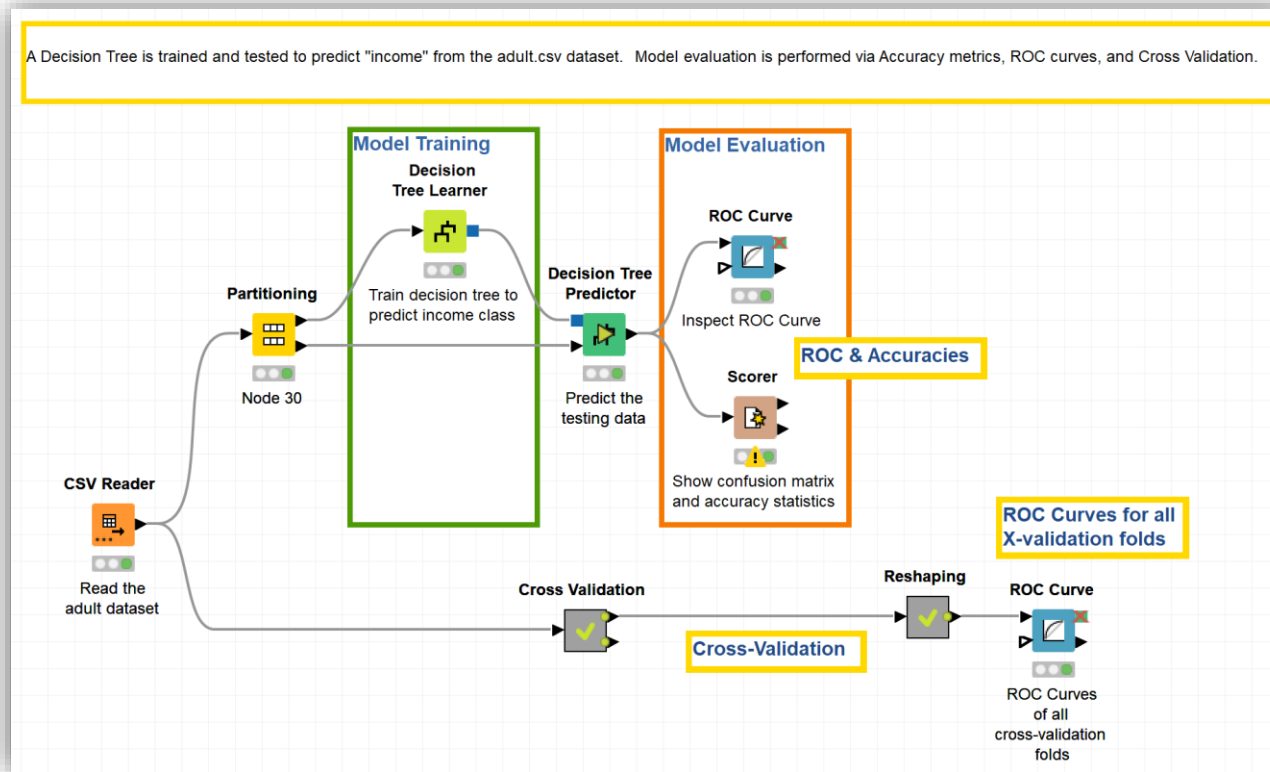 A Decision Tree is trained and tested to predict "income" from the adult.csv dataset.  Model evaluation is performed via Accuracy metrics, ROC curves, and Cross Validation.
Model Training
Decision
Tree Learner
Train decision tree to
predict income class
Model Evaluation
ROC Curve
Inspect ROC Curve
Partitioning
Node 30
Decision Tree
Predictor
Predict the
testing data
ROC & Accuracies
Scorer
Show confusion matrix
and accuracy statistics
CSV Reader
Read the
adult dataset
ROC Curves for all
X-validation folds
Cross Validation
Cross-Validation
Reshaping
ROC Curve
ROC Curves
of all
cross-validation
folds